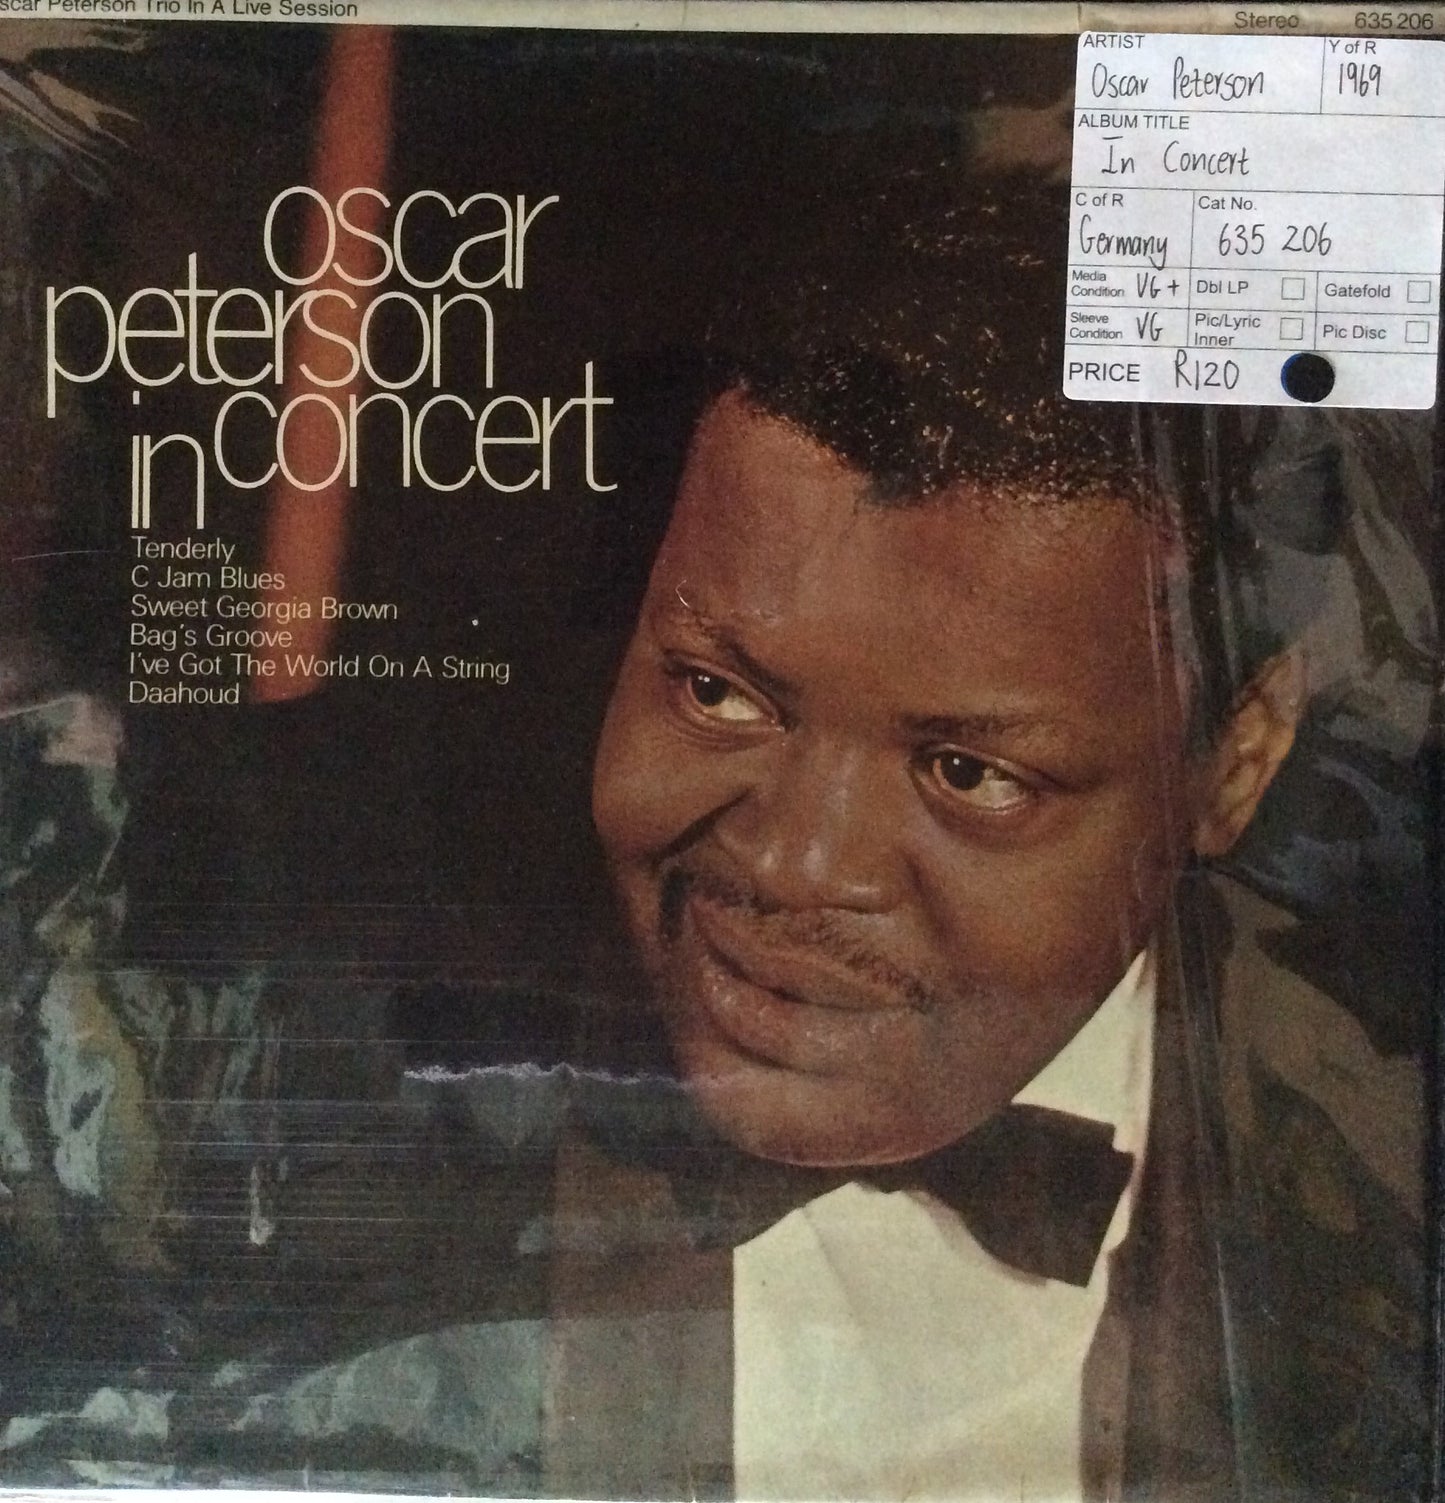 scar Peterson Trio In A Live Session
Stereo 635 206
ARTIST
Oscar Peterson
Y of R
1969
ALBUM TITLE
In Concert
C of R
Germany
Cat No.
635 206
Media Condition VG+
Dbl LP
Gatefold
Sleeve Condition VG
Pic/Lyric Inner
Pic Disc
PRICE R120
oscar
peterson
in concert
Tenderly
C Jam Blues
Sweet Georgia Brown
Bag's Groove
I've Got The World On A String
Daahoud